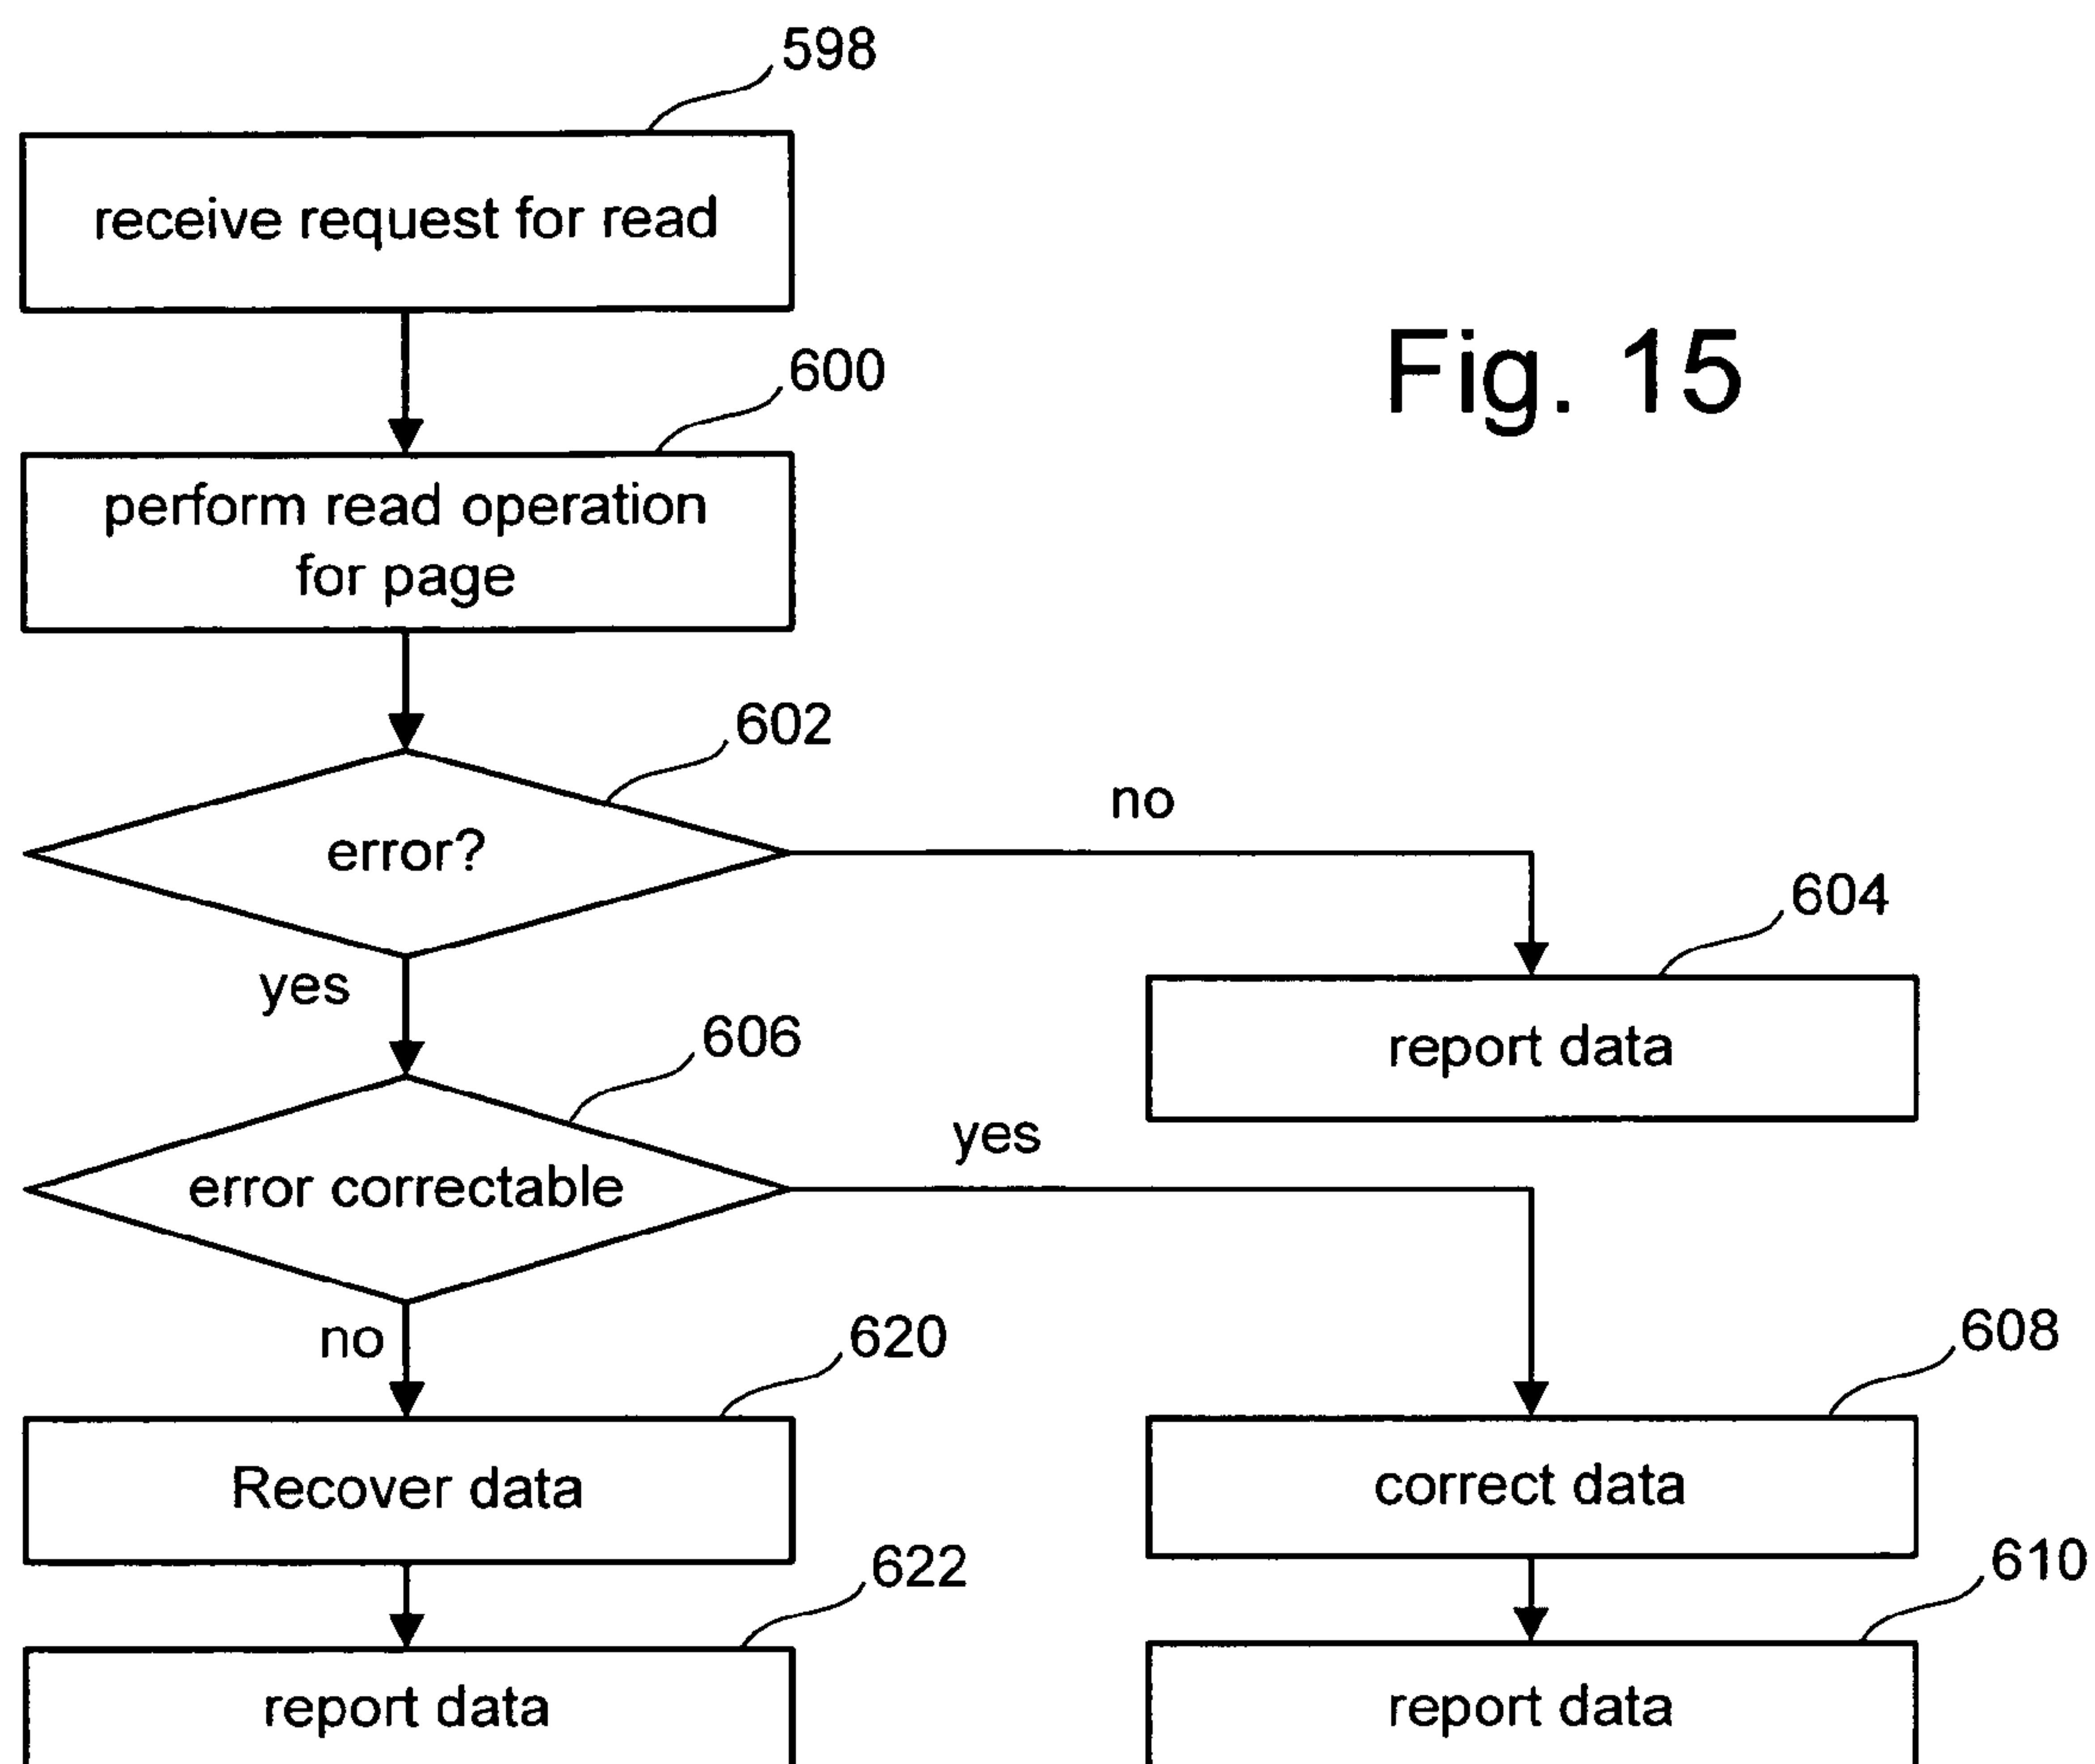 598
receive request for read
Fig. 15
600
perform read operation
for page
602
error?
no
604
report data
yes
606
error correctable
yes
608
correct data
610
report data
no
620
Recover data
622
report data